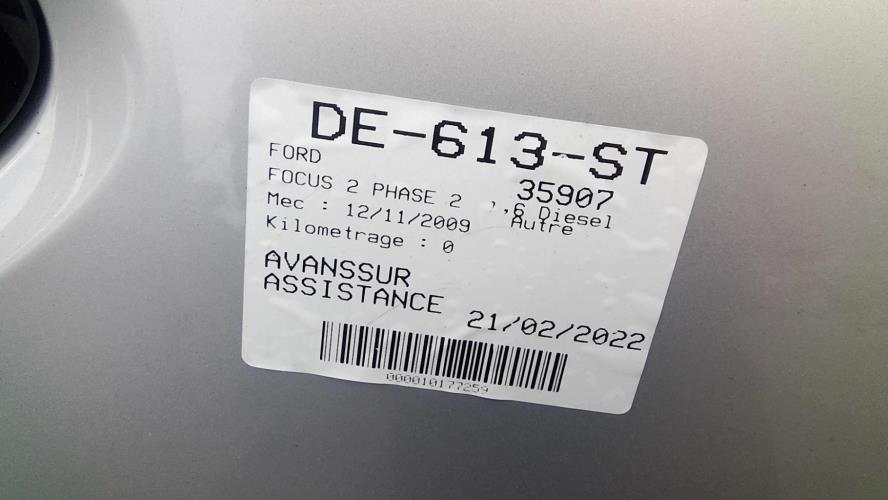 DE-613-ST
FORD
35907
FOCUS 2 PHASE 2 ,,6 Diesel
Mec : 12/11/2009 Autre
Kilometrage : 0
AVANSSUR
ASSISTANCE
21/02/2022
000010177259